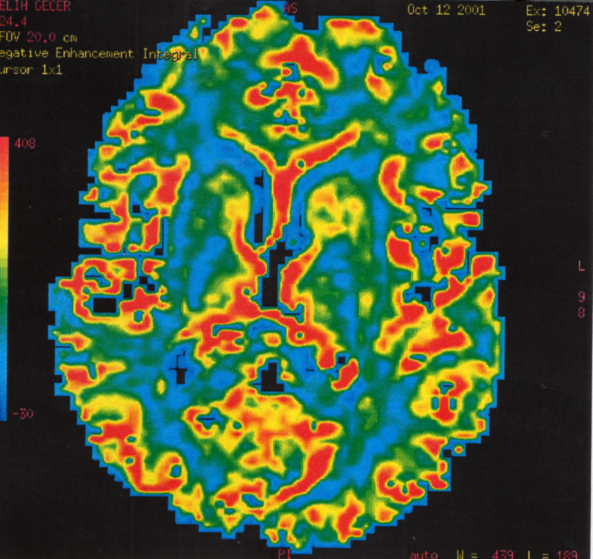 ELIH GECER
24.4
FOV 20.0 cm
egative Enhancement Integral
ursor 1x1
AS
Oct 12 2001
Ex: 10474
Se: 2
408
-30
L
9
8
PI
auto W = 439 L = 189